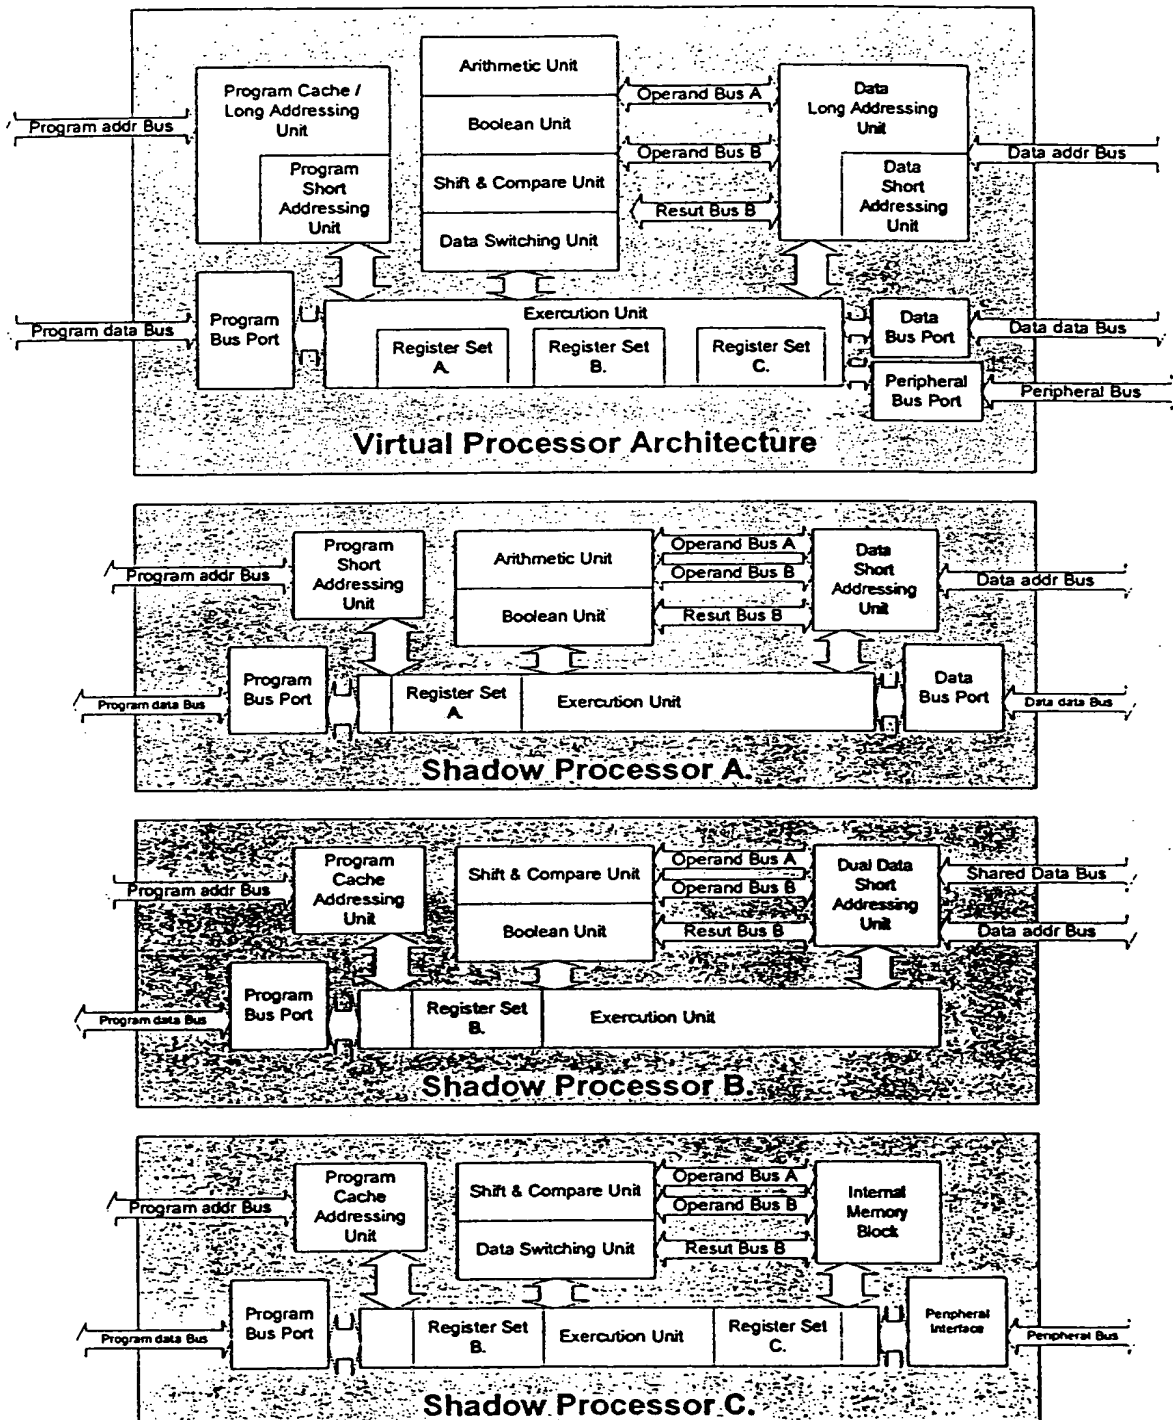 Program addr Bus
Program Cache /
Long Addressing
Unit
Program
Short
Addressing
Unit
Arithmetic Unit
Boolean Unit
Shift & Compare Unit
Data Switching Unit
Operand Bus A
Operand Bus B
Resut Bus B
Data
Long Addressing
Unit
Data
Short
Addressing
Unit
Data addr Bus
Program data Bus
Program
Bus Port
Exercution Unit
Register Set
A.
Register Set
B.
Register Set
C.
Data
Bus Port
Data data Bus
Peripheral
Bus Port
Peripheral Bus
Virtual Processor Architecture
Program addr Bus
Program
Short
Addressing
Unit
Arithmetic Unit
Boolean Unit
Operand Bus A
Operand Bus B
Resut Bus B
Data
Short
Addressing
Unit
Data addr Bus
Program data Bus
Program
Bus Port
Register Set
A.
Exercution Unit
Data
Bus Port
Data data Bus
Shadow Processor A.
Program addr Bus
Program
Cache
Addressing
Unit
Shift & Compare Unit
Boolean Unit
Operand Bus A
Operand Bus B
Resut Bus B
Dual Data
Short
Addressing
Unit
Shared Data Bus
Data addr Bus
Program data Bus
Program
Bus Port
Register Set
B.
Exercution Unit
Shadow Processor B.
Program addr Bus
Program
Cache
Addressing
Unit
Shift & Compare Unit
Data Switching Unit
Operand Bus A
Operand Bus B
Resut Bus B
Internal
Memory
Block
Program data Bus
Program
Bus Port
Register Set
B.
Exercution Unit
Register Set
C.
Peripheral
Interface
Peripheral Bus
Shadow Processor C.